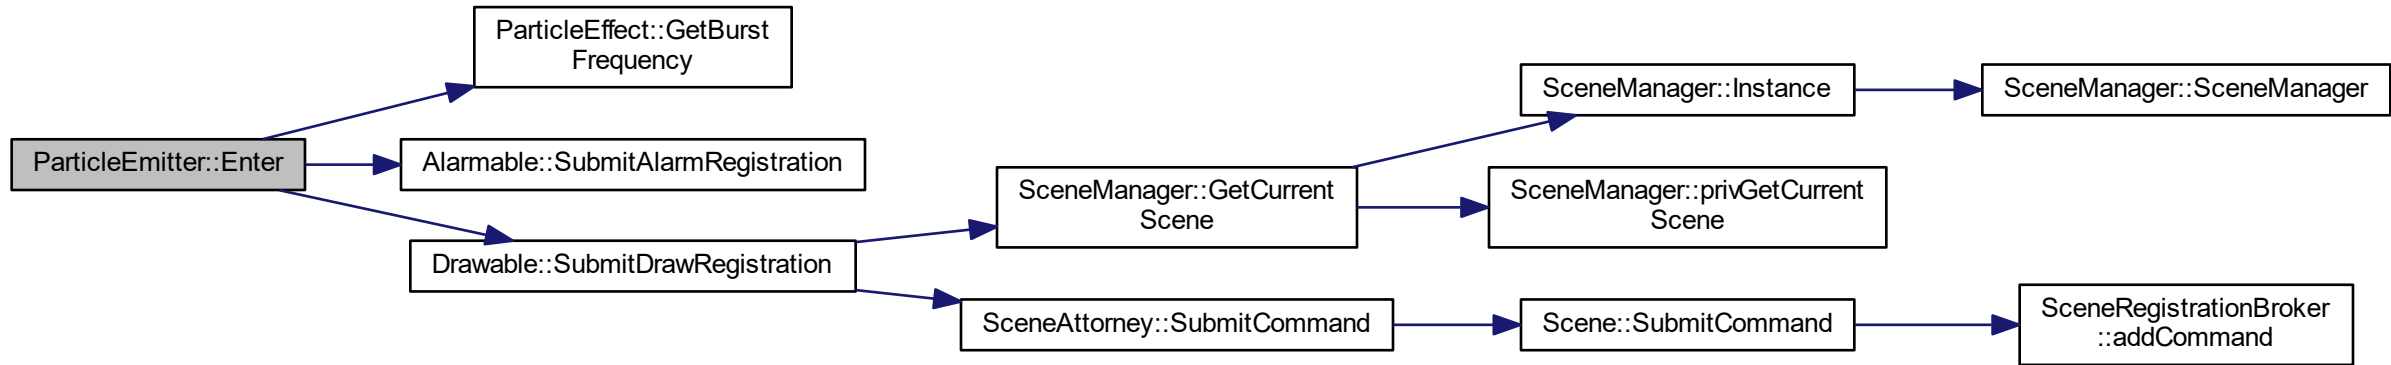 ParticleEffect::GetBurst
Frequency
ParticleEmitter::Enter
Alarmable::SubmitAlarmRegistration
Drawable::SubmitDrawRegistration
SceneManager::GetCurrent
Scene
SceneAttorney::SubmitCommand
SceneManager::Instance
SceneManager::privGetCurrent
Scene
Scene::SubmitCommand
SceneManager::SceneManager
SceneRegistrationBroker
::addCommand